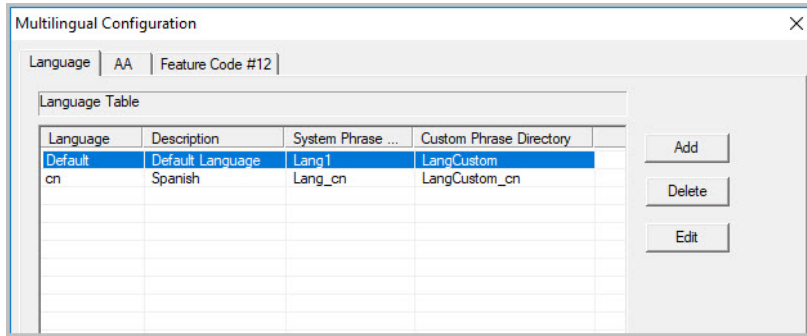 Multilingual Configuration
Language AA Feature Code #12
Language Table
Language Description System Phrase ... Custom Phrase Directory
Default Default Language Lang1 LangCustom
cn Spanish Lang_cn LangCustom_cn
Add
Delete
Edit